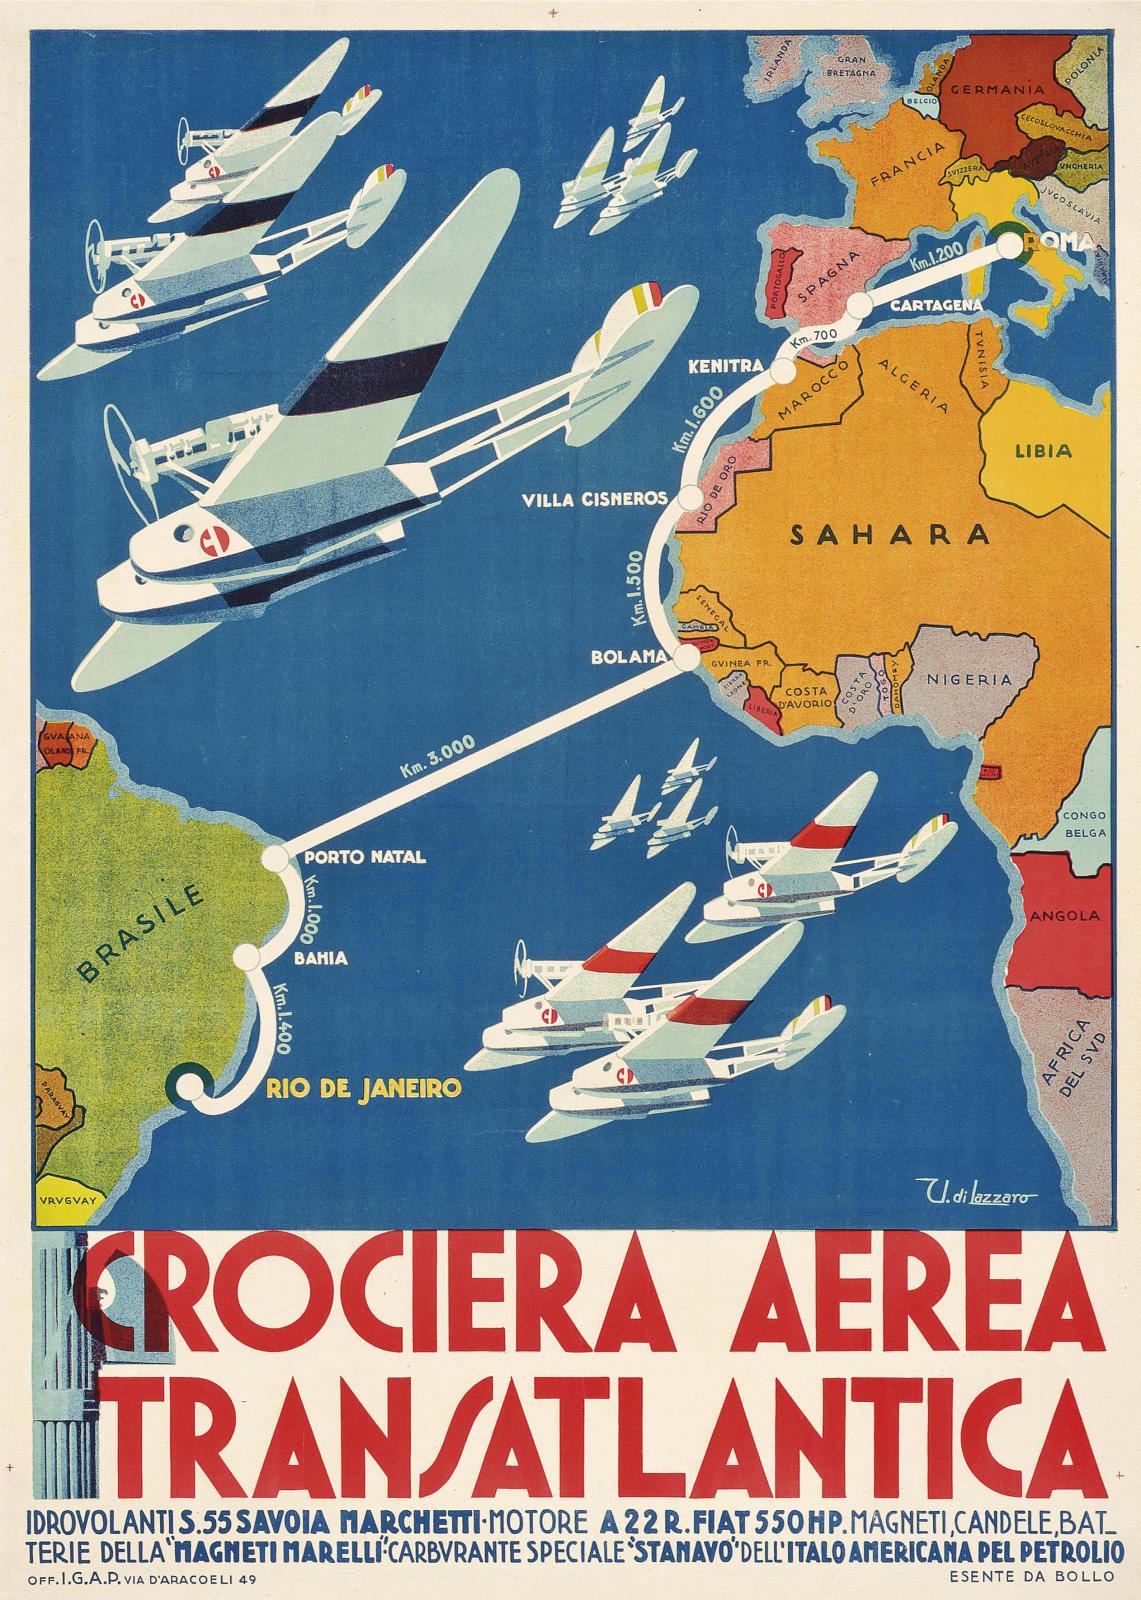 IRLANDA
GRAN
BRETAGNA
OLANDA
BELGIO
GERMANIA
POLONIA
CECOSLOVACCHIA
FRANCIA
SVIZZERA
AUSTRIA
VNGHERIA
JVGOSLAVIA
ROMA
Km.1.200
PORTOGALLO
SPAGNA
CARTAGENA
Km.700
KENITRA
MAROCCO
ALGERIA
TVNISIA
Km.1.600
LIBIA
RIO DE ORO
VILLA CISNEROS
SAHARA
Km.1.500
SENEGAL
GAMBIA
BOLAMA
GVINEA FR.
SIERRA
LEONE
LIBERIA
COSTA
D'AVORIO
COSTA
D'ORO
TOGO
DAHOMEY
NIGERIA
GVAIANA
OLAND. FR.
Km.3.000
CONGO
BELGA
PORTO NATAL
Km.1.000
BRASILE
ANGOLA
BAHIA
Km.1.400
AFRICA
DEL SVD
RIO DE JANEIRO
PARAGVAY
VRVGVAY
U. di Lazzaro
CROCIERA AEREA
TRANSATLANTICA
IDROVOLANTI S.55 SAVOIA MARCHETTI·MOTORE A 22 R. FIAT 550 HP. MAGNETI, CANDELE, BAT_
TERIE DELLA "MAGNETI MARELLI"·CARBVRANTE SPECIALE "STANAVO" DELL'ITALO AMERICANA PEL PETROLIO
OFF. I.G.A.P. VIA D'ARACOELI 49
ESENTE DA BOLLO